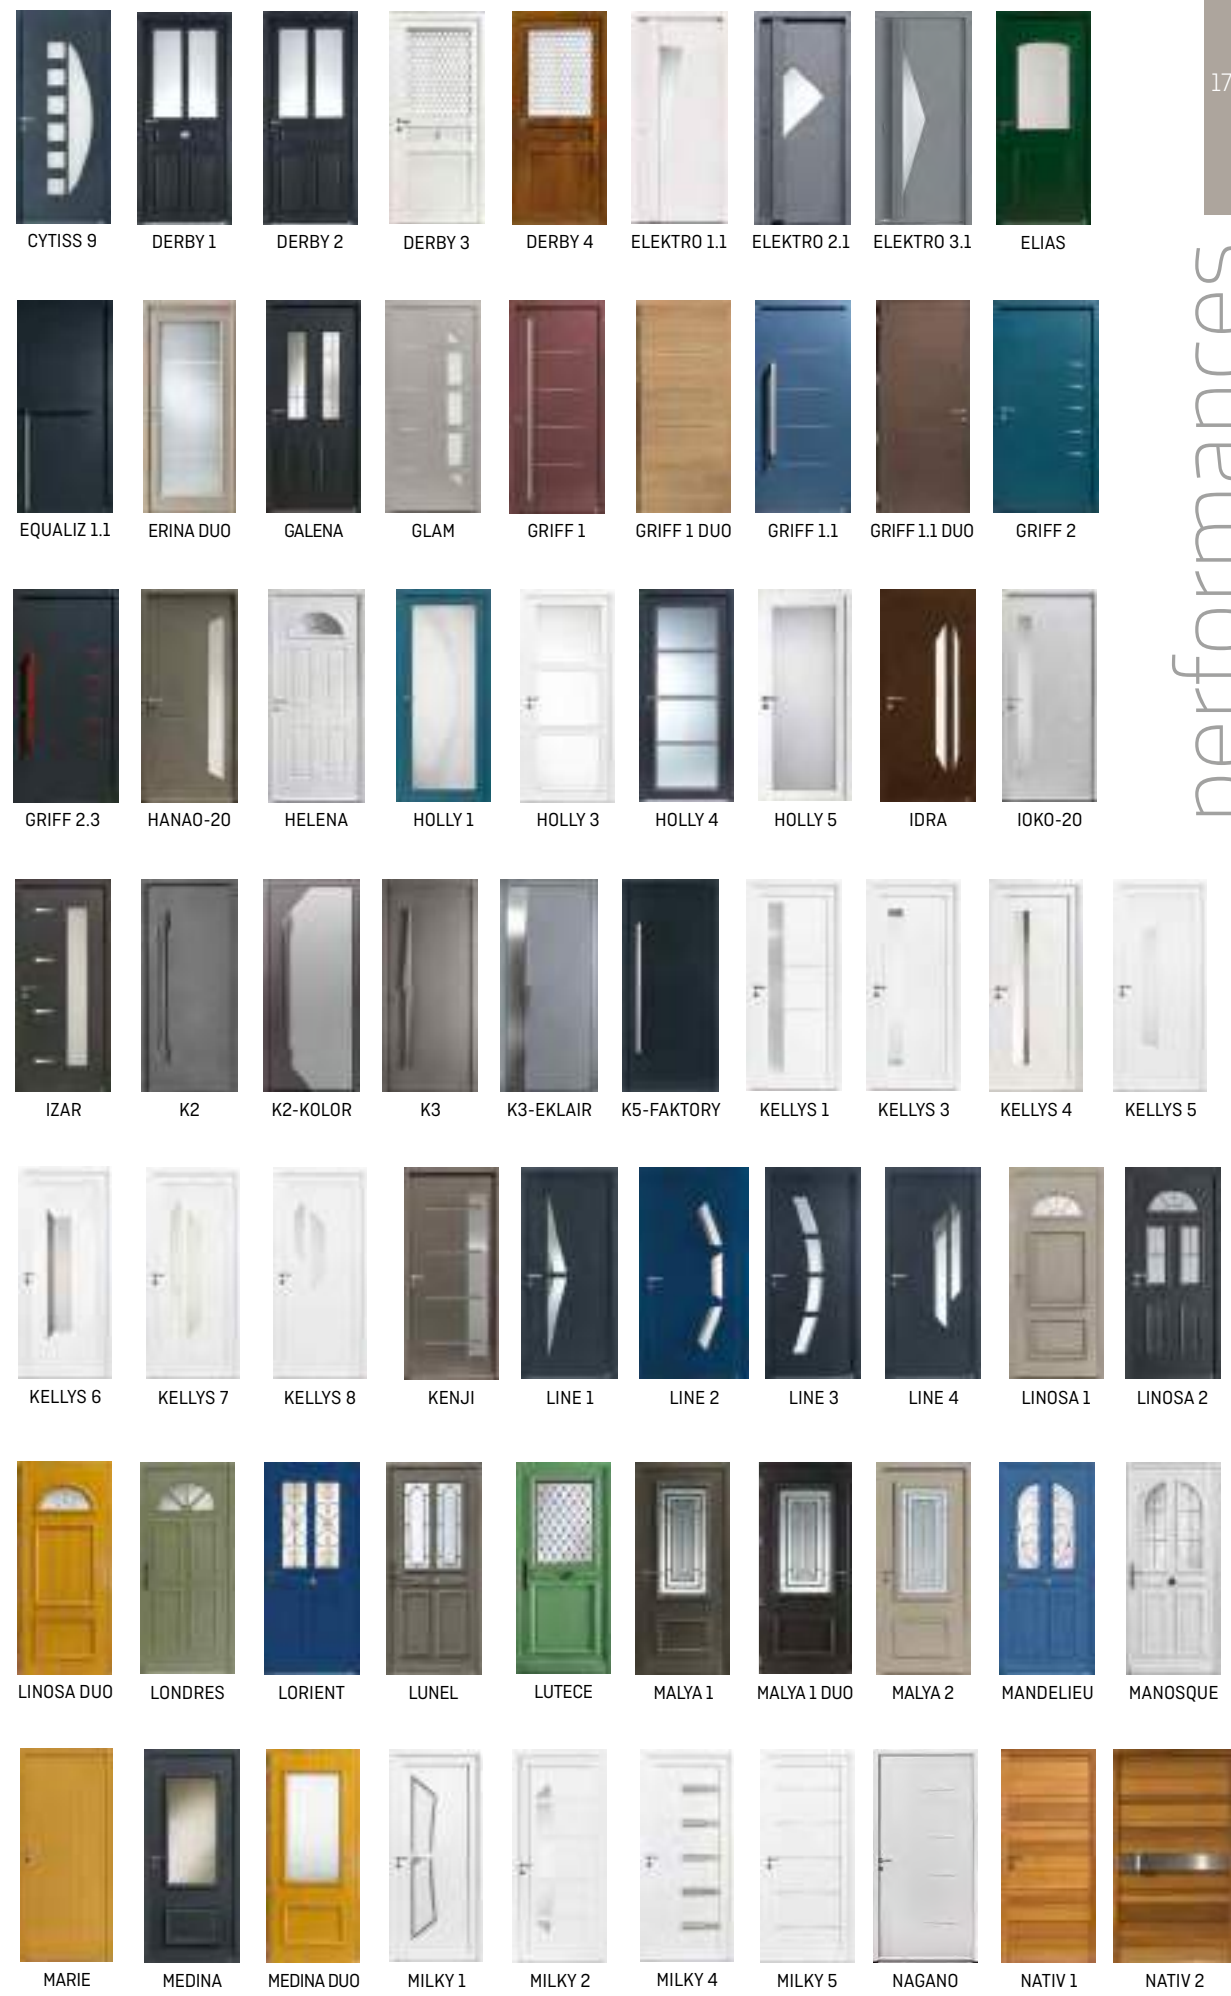 17
performances
CYTISS 9 DERBY 1 DERBY 2 DERBY 3 DERBY 4 ELEKTRO 1.1 ELEKTRO 2.1 ELEKTRO 3.1 ELIAS
EQUALIZ 1.1 ERINA DUO GALENA GLAM GRIFF 1 GRIFF 1 DUO GRIFF 1.1 GRIFF 1.1 DUO GRIFF 2
GRIFF 2.3 HANAO-20 HELENA HOLLY 1 HOLLY 3 HOLLY 4 HOLLY 5 IDRA IOKO-20
IZAR K2 K2-KOLOR K3 K3-EKLAIR K5-FAKTORY KELLYS 1 KELLYS 3 KELLYS 4 KELLYS 5
KELLYS 6 KELLYS 7 KELLYS 8 KENJI LINE 1 LINE 2 LINE 3 LINE 4 LINOSA 1 LINOSA 2
LINOSA DUO LONDRES LORIENT LUNEL LUTECE MALYA 1 MALYA 1 DUO MALYA 2 MANDELIEU MANOSQUE
MARIE MEDINA MEDINA DUO MILKY 1 MILKY 2 MILKY 4 MILKY 5 NAGANO NATIV 1 NATIV 2